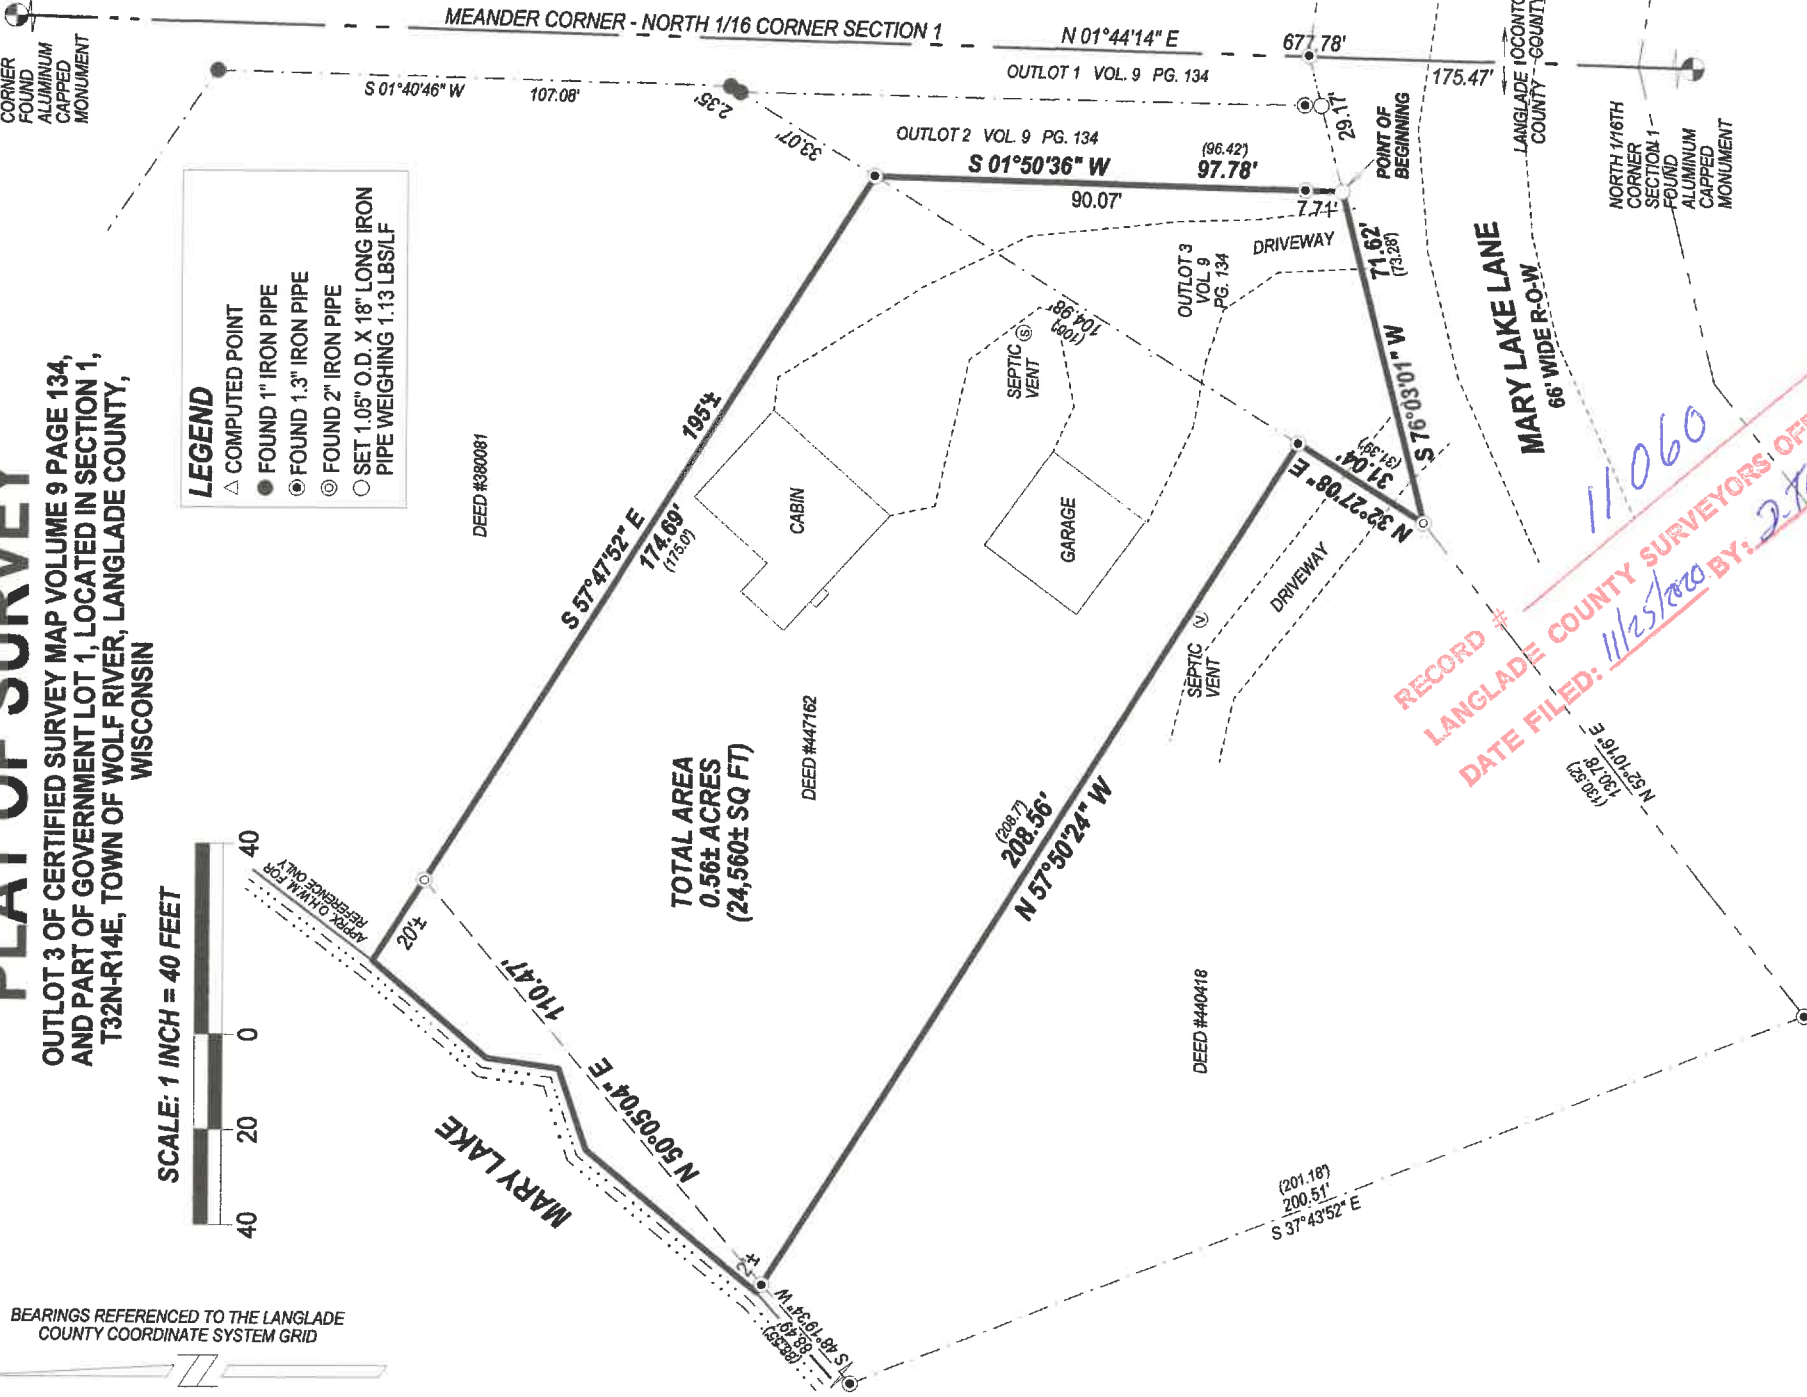 PLAT OF SURVEY
OUTLOT 3 OF CERTIFIED SURVEY MAP VOLUME 9 PAGE 134,
AND PART OF GOVERNMENT LOT 1, LOCATED IN SECTION 1,
T32N-R14E, TOWN OF WOLF RIVER, LANGLADE COUNTY,
WISCONSIN
SCALE: 1 INCH = 40 FEET
40
20
0
40
BEARINGS REFERENCED TO THE LANGLADE
COUNTY COORDINATE SYSTEM GRID
LEGEND
COMPUTED POINT
FOUND 1" IRON PIPE
FOUND 1.3" IRON PIPE
FOUND 2" IRON PIPE
SET 1.05" O.D. X 18" LONG IRON
PIPE WEIGHING 1.13 LBS/LF
CORNER
FOUND
ALUMINUM
CAPPED
MONUMENT
MEANDER CORNER - NORTH 1/16 CORNER SECTION 1
N 01°44'14" E
677.78'
175.47'
S 01°40'46" W
107.08'
OUTLOT 1 VOL. 9 PG. 134
2.35'
33.07'
OUTLOT 2 VOL. 9 PG. 134
S 01°50'36" W
(96.42')
97.78'
90.07'
7.71'
29.17'
POINT OF
BEGINNING
LANGLADE
COUNTY
OCONTO
COUNTY
NORTH 1/16TH
CORNER
SECTION 1
FOUND
ALUMINUM
CAPPED
MONUMENT
DEED #380081
195'±
S 57°47'52" E
174.69'
(175.0')
CABIN
GARAGE
SEPTIC
VENT
S
104.98'
(106')
OUTLOT 3
VOL. 9
PG. 134
DRIVEWAY
71.62'
(73.28')
S 76°03'01" W
MARY LAKE LANE
66' WIDE R-O-W
N 32°27'08" E
31.04'
(31.39')
DRIVEWAY
SEPTIC
VENT
V
TOTAL AREA
0.56± ACRES
(24,560± SQ FT)
DEED #447162
(208.7')
208.56'
N 57°50'24" W
DEED #440418
APPRX. O.H.W.M. FOR
REFERENCE ONLY
20'±
110.47'
N 50°05'04" E
MARY LAKE
2'±
S 48°19'34" W
88.49'
(201.18')
200.51'
S 37°43'52" E
(130.52')
130.78'
N 52°10'16" E
RECORD # 11060
LANGLADE COUNTY SURVEYORS
DATE FILED: 11/25/2020 BY: